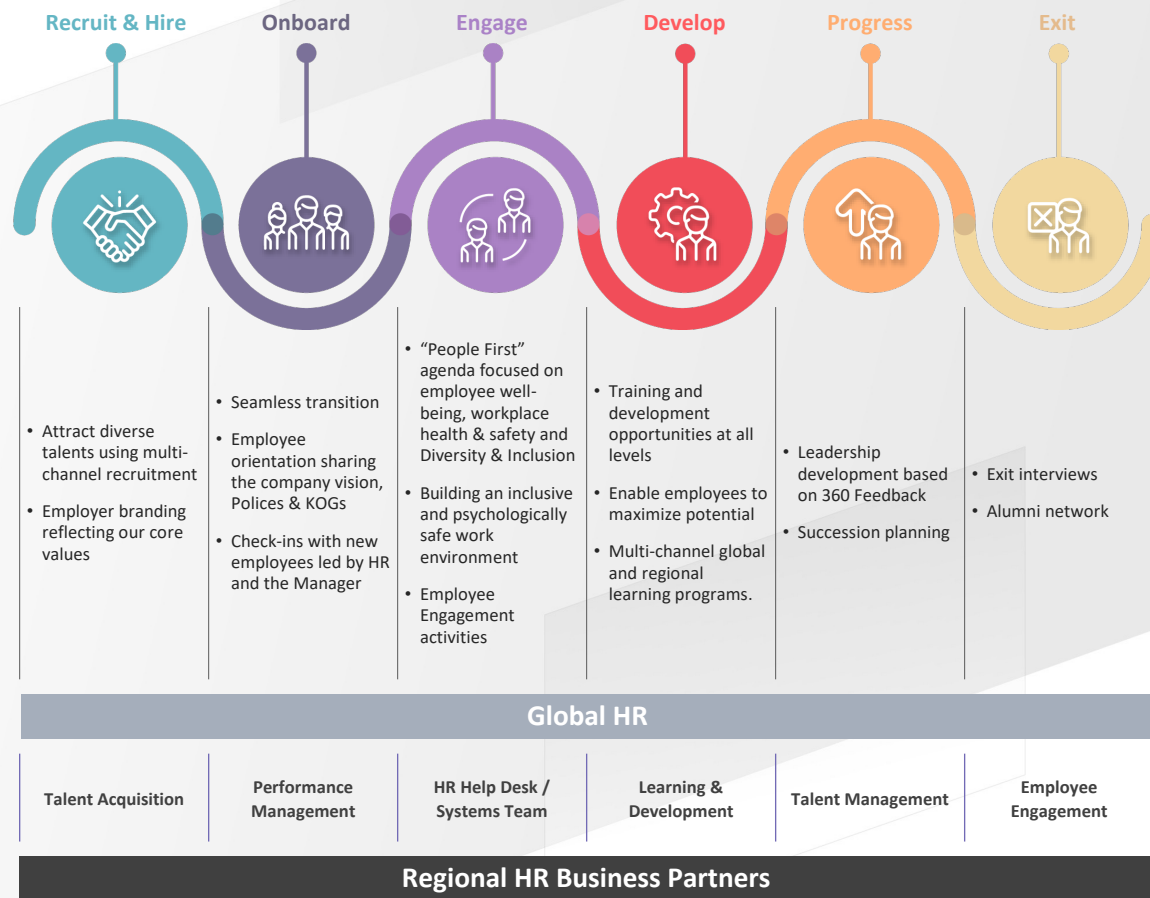 Recruit & Hire
Onboard
Engage
Develop
Progress
Exit
• Attract diverse
talents using multi-
channel recruitment
• Employer branding
reflecting our core
values
• Seamless transition
• Employee
orientation sharing
the company vision,
Polices & KOGs
• Check-ins with new
employees led by HR
and the Manager
• “People First”
agenda focused on
employee well-
being, workplace
health & safety and
Diversity & Inclusion
• Building an inclusive
and psychologically
safe work
environment
• Employee
Engagement
activities
• Training and
development
opportunities at all
levels
• Enable employees to
maximize potential
• Multi-channel global
and regional
learning programs.
• Leadership
development based
on 360 Feedback
• Succession planning
• Exit interviews
• Alumni network
Global HR
Talent Acquisition
Performance
Management
HR Help Desk /
Systems Team
Learning &
Development
Talent Management
Employee
Engagement
Regional HR Business Partners